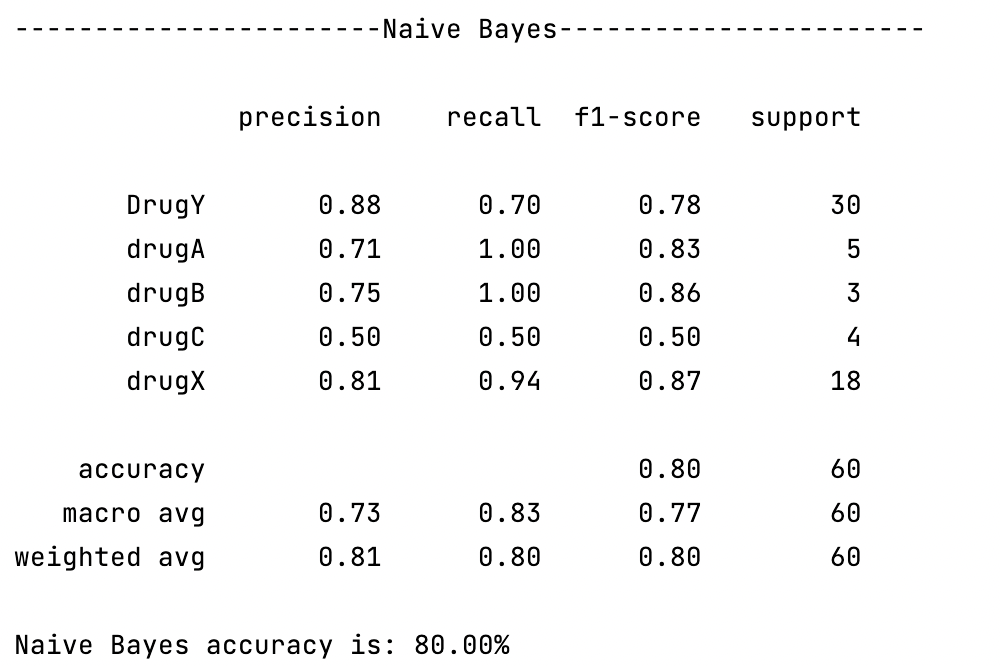 -----------------------Naive Bayes-----------------------
precision recall f1-score support
DrugY 0.88 0.70 0.78 30
drugA 0.71 1.00 0.83 5
drugB 0.75 1.00 0.86 3
drugC 0.50 0.50 0.50 4
drugX 0.81 0.94 0.87 18
accuracy 0.80 60
macro avg 0.73 0.83 0.77 60
weighted avg 0.81 0.80 0.80 60
Naive Bayes accuracy is: 80.00%